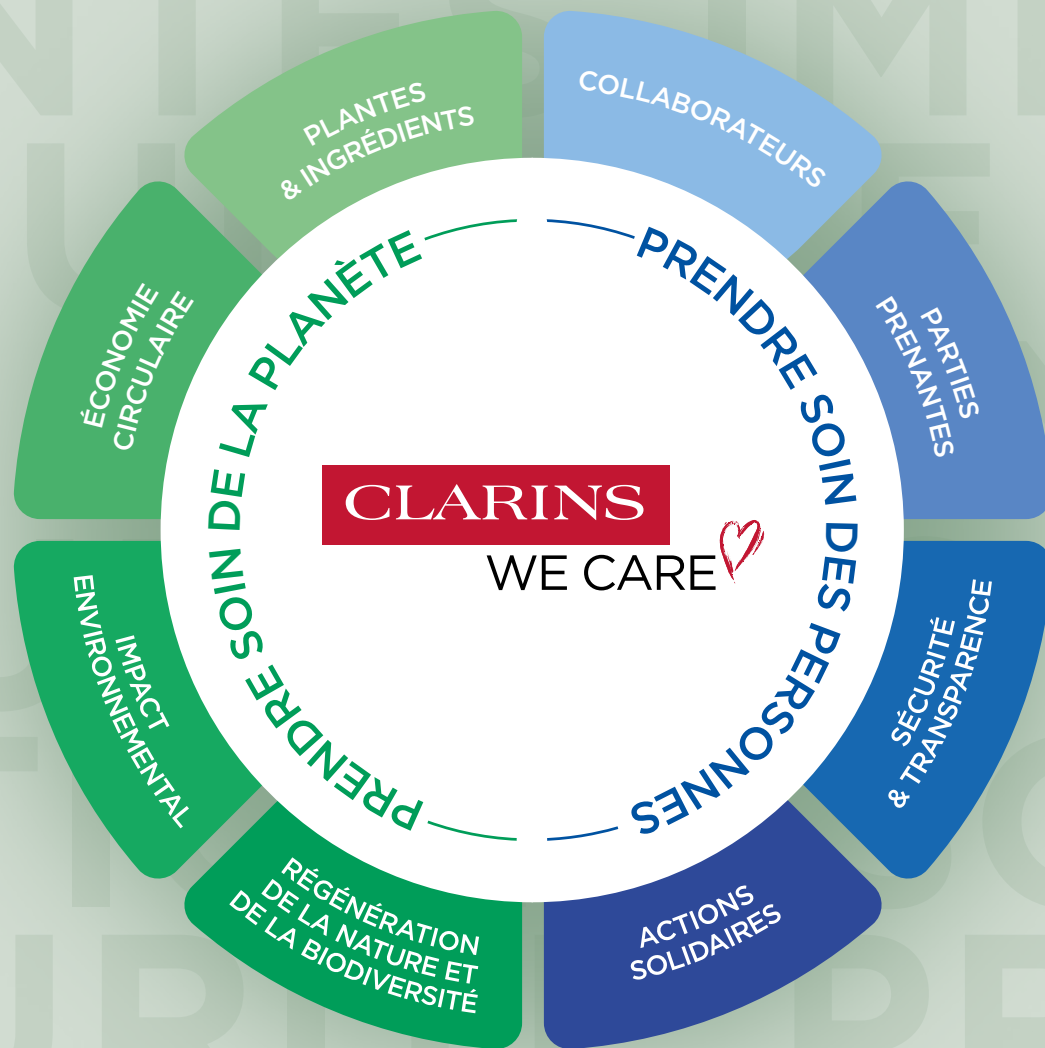 PLANTES
& INGRÉDIENTS
COLLABORATEURS
PARTIES
PRENANTES
SÉCURITÉ
& TRANSPARENCE
ACTIONS
SOLIDAIRES
RÉGÉNÉRATION
DE LA NATURE ET
DE LA BIODIVERSITÉ
IMPACT
ENVIRONNEMENTAL
ÉCONOMIE
CIRCULAIRE
PRENDRE SOIN DE LA PLANÈTE
PRENDRE SOIN DES PERSONNES
CLARINS
WE CARE